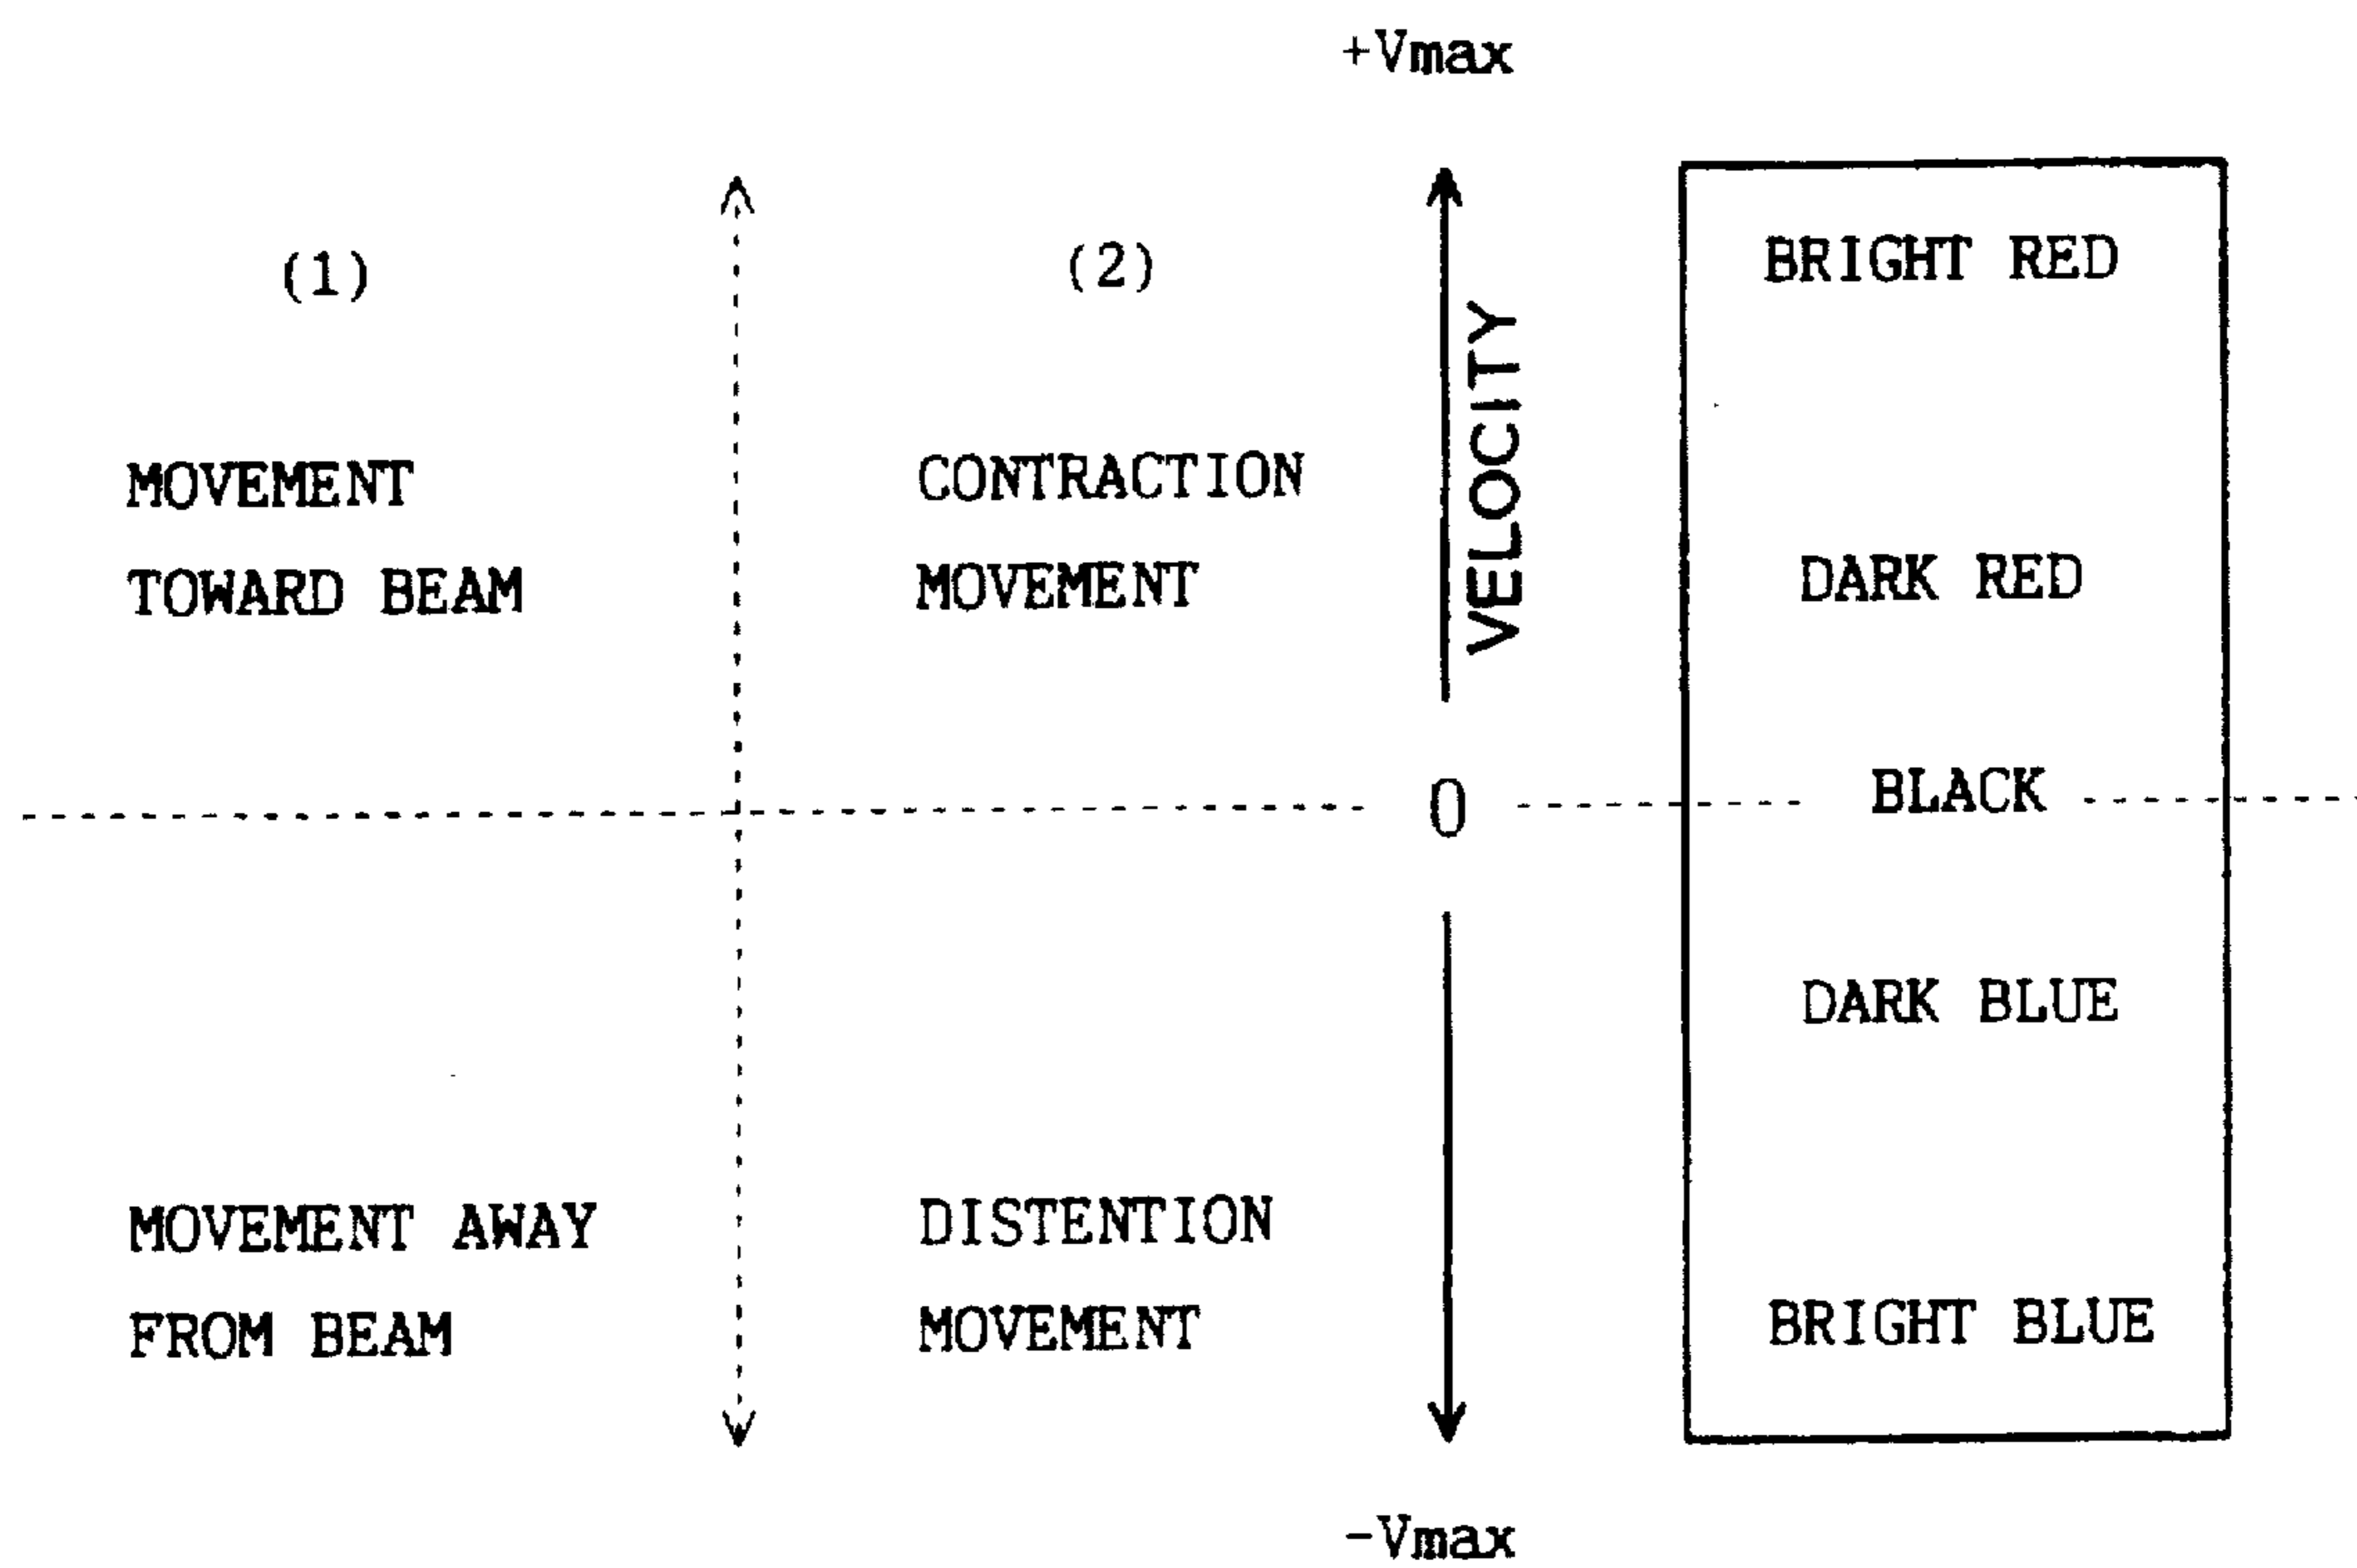 +Vmax
(1)
(2)
BRIGHT RED
VELOCITY
MOVEMENT
TOWARD BEAM
CONTRACTION
MOVEMENT
DARK RED
0
BLACK
DARK BLUE
MOVEMENT AWAY
FROM BEAM
DISTENTION
MOVEMENT
BRIGHT BLUE
-Vmax